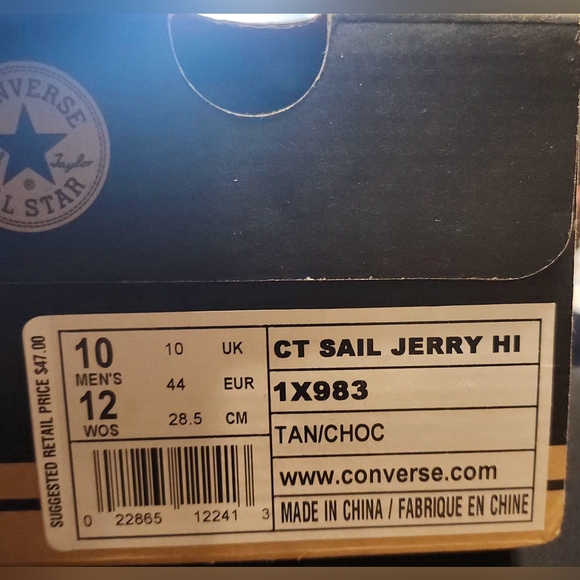 NVERSE
Taylor
®
L STAR
SUGGESTED RETAIL PRICE $47.00
10 10 UK
MEN'S 44 EUR
12 28.5 CM
WOS
0 22865 12241 3
CT SAIL JERRY HI
1X983
TAN/CHOC
www.converse.com
MADE IN CHINA / FABRIQUE EN CHINE